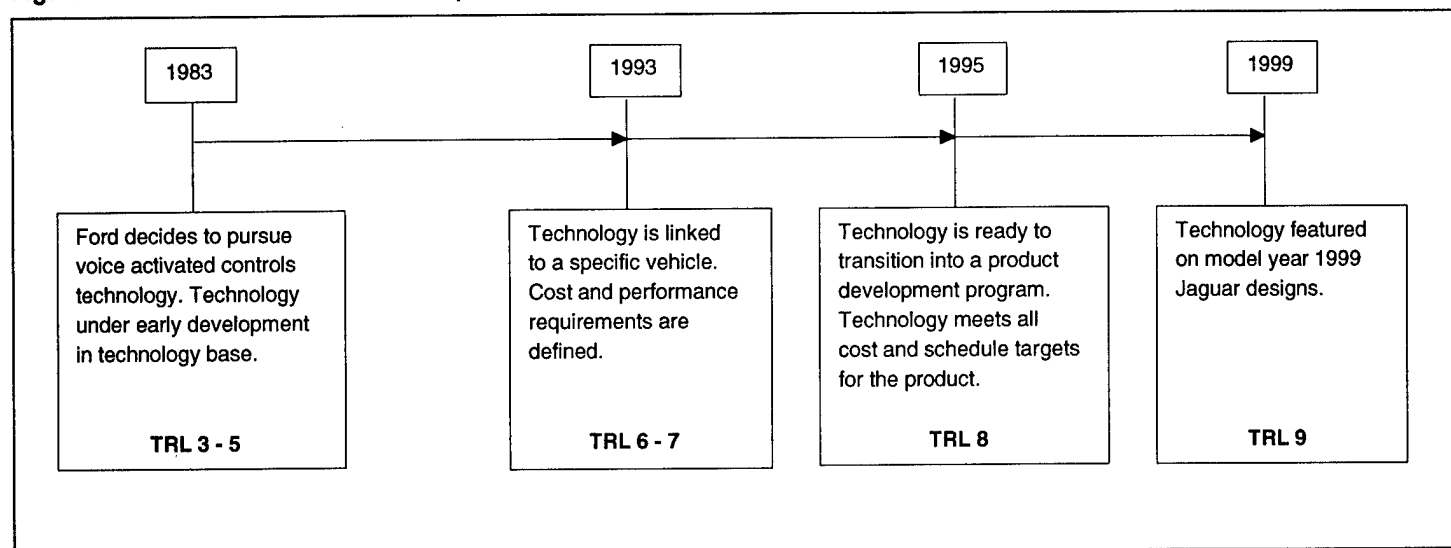 1983
1993
1995
1999
Ford decides to pursue
voice activated controls
technology. Technology
under early development
in technology base.
TRL 3 - 5
Technology is linked
to a specific vehicle.
Cost and performance
requirements are
defined.
TRL 6 - 7
Technology is ready to
transition into a product
development program.
Technology meets all
cost and schedule targets
for the product.
TRL 8
Technology featured
on model year 1999
Jaguar designs.
TRL 9